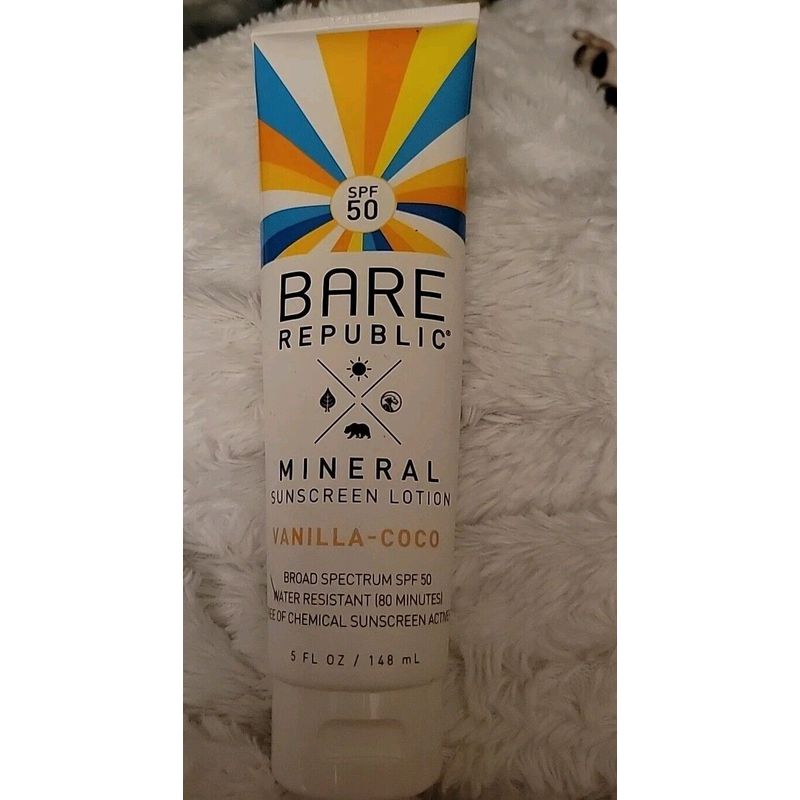 SPF
50
BARE
REPUBLIC®
MINERAL
SUNSCREEN LOTION
VANILLA-COCO
BROAD SPECTRUM SPF 50
WATER RESISTANT (80 MINUTES)
OF CHEMICAL SUNSCREEN
5 FL OZ / 148 mL